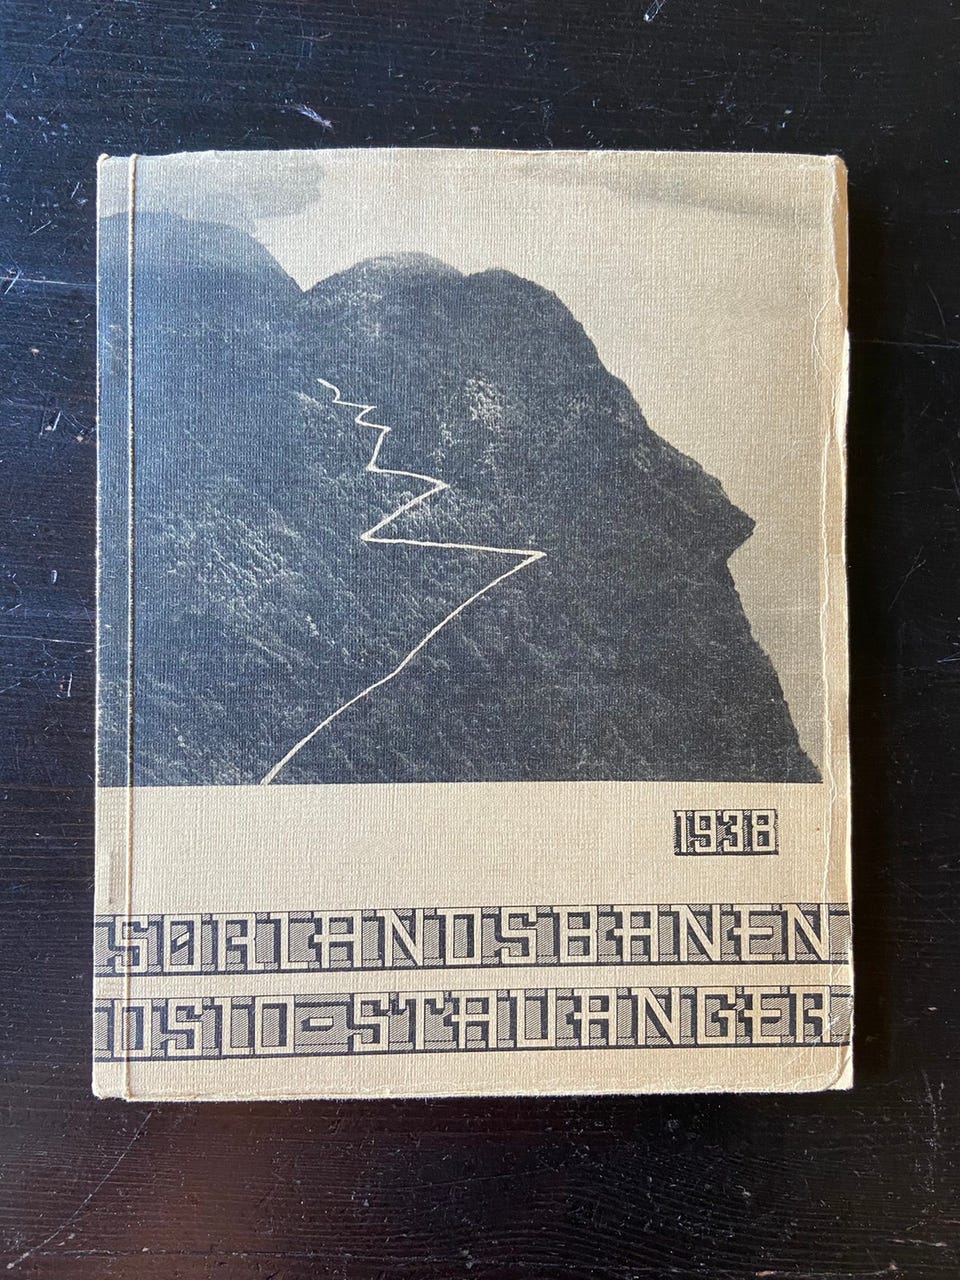 1938
SØRLANDSBANEN
OSLO-STAVANGER